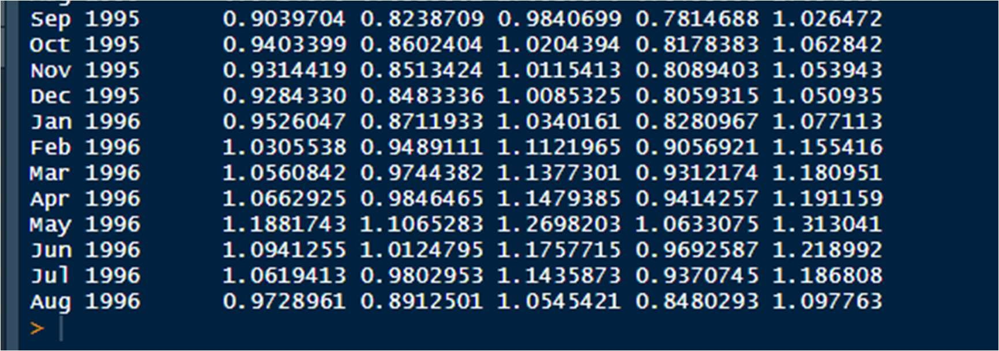 Sep 1995 0.9039704 0.8238709 0.9840699 0.7814688 1.026472
Oct 1995 0.9403399 0.8602404 1.0204394 0.8178383 1.062842
Nov 1995 0.9314419 0.8513424 1.0115413 0.8089403 1.053943
Dec 1995 0.9284330 0.8483336 1.0085325 0.8059315 1.050935
Jan 1996 0.9526047 0.8711933 1.0340161 0.8280967 1.077113
Feb 1996 1.0305538 0.9489111 1.1121965 0.9056921 1.155416
Mar 1996 1.0560842 0.9744382 1.1377301 0.9312174 1.180951
Apr 1996 1.0662925 0.9846465 1.1479385 0.9414257 1.191159
May 1996 1.1881743 1.1065283 1.2698203 1.0633075 1.313041
Jun 1996 1.0941255 1.0124795 1.1757715 0.9692587 1.218992
Jul 1996 1.0619413 0.9802953 1.1435873 0.9370745 1.186808
Aug 1996 0.9728961 0.8912501 1.0545421 0.8480293 1.097763
>